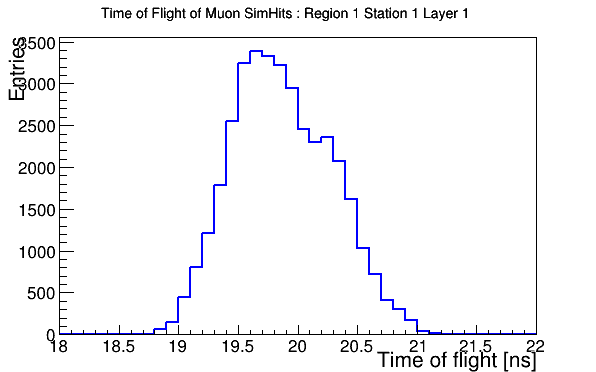 Time of Flight of Muon SimHits : Region 1 Station 1 Layer 1
Entries
3500
3000
2500
2000
1500
1000
500
0
18 18.5 19 19.5 20 20.5 21 21.5 22
Time of flight [ns]